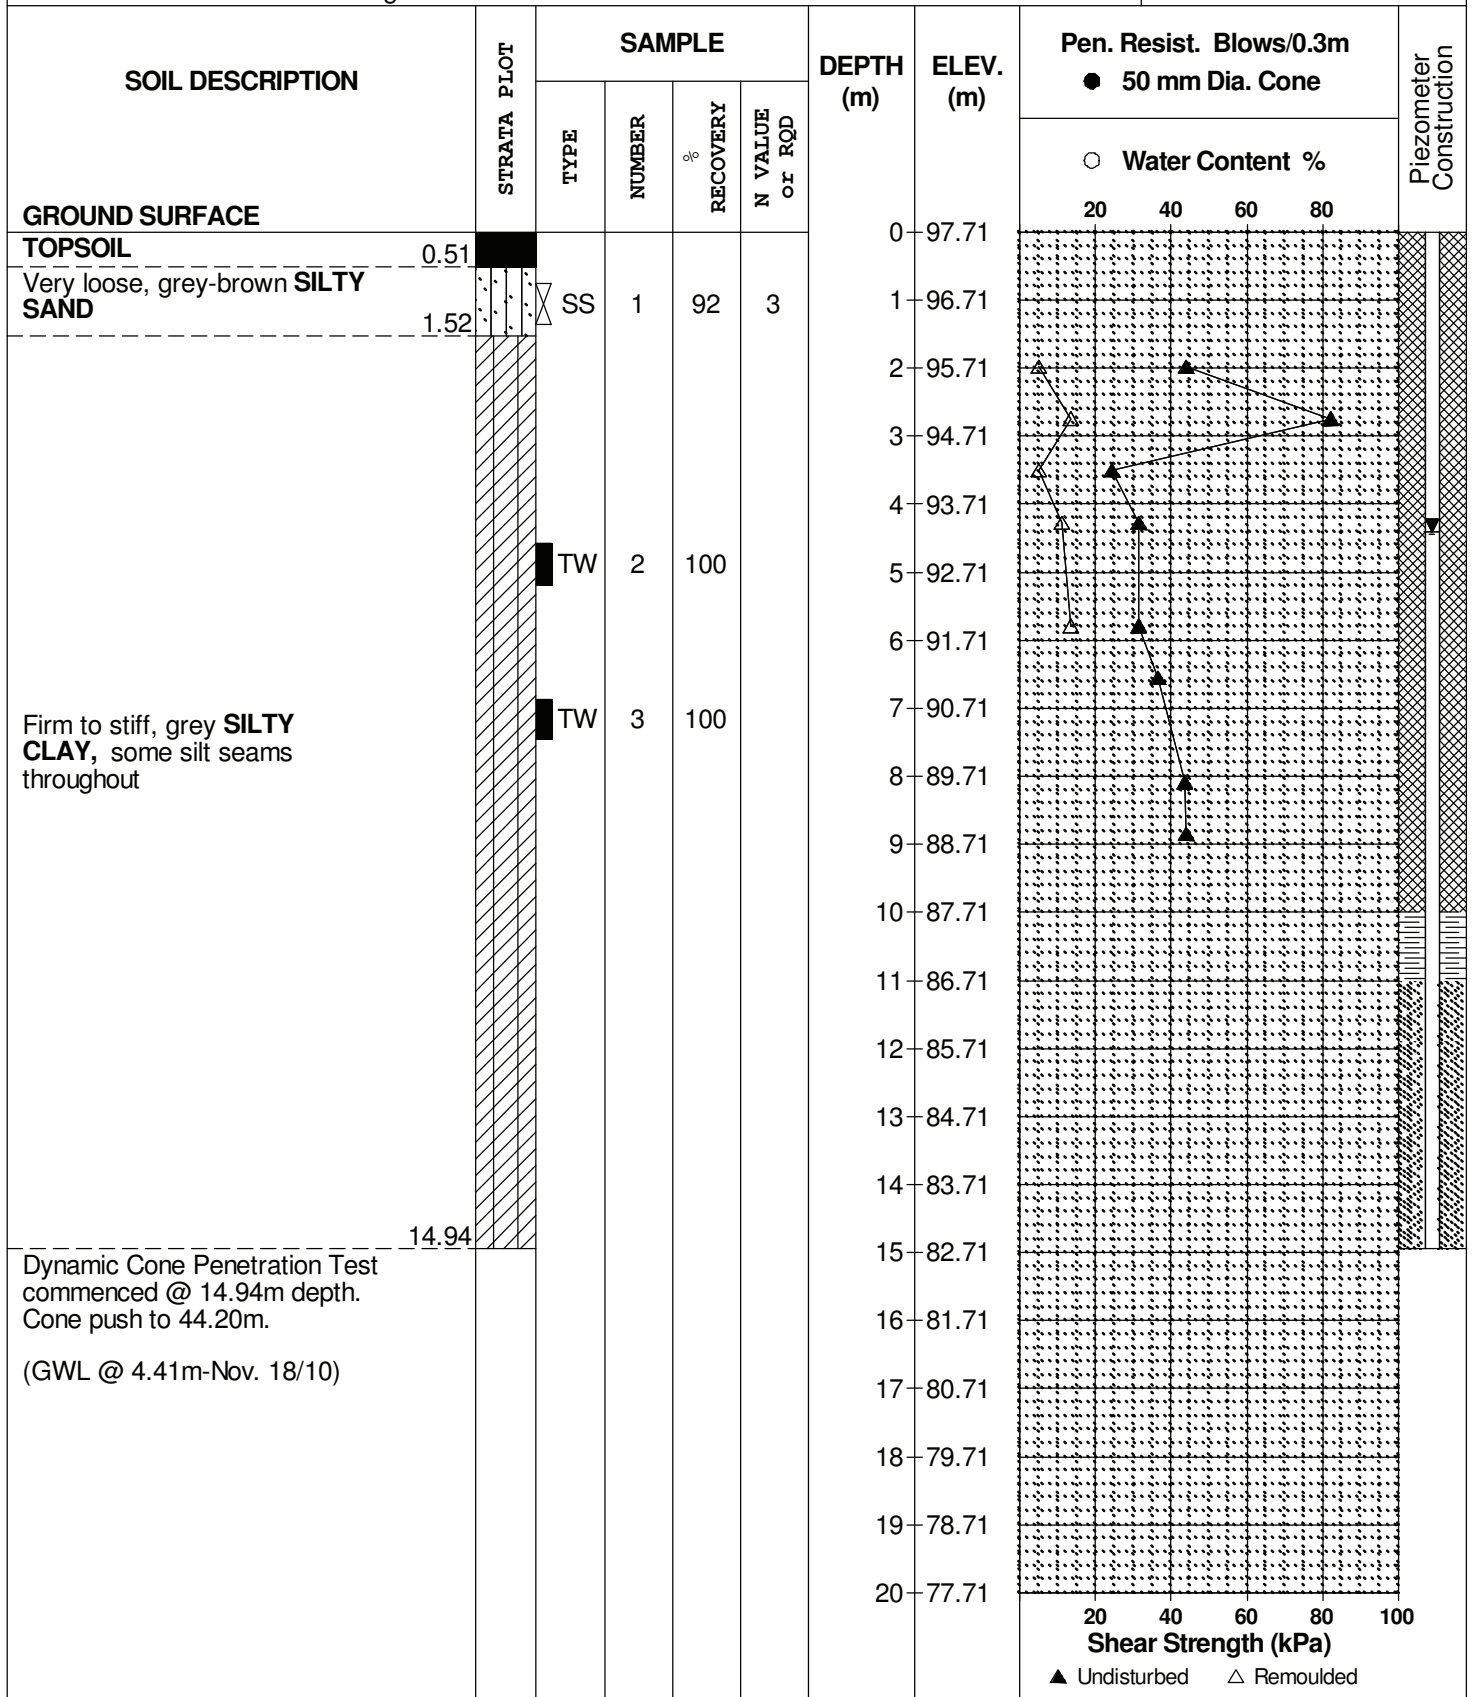 SOIL DESCRIPTION
STRATA PLOT
SAMPLE
TYPE
NUMBER
% RECOVERY
N VALUE or RQD
DEPTH (m)
ELEV. (m)
Pen. Resist. Blows/0.3m
● 50 mm Dia. Cone
○ Water Content %
Piezometer Construction
GROUND SURFACE
20 40 60 80
0 97.71
TOPSOIL 0.51
Very loose, grey-brown SILTY
SAND
1.52
SS 1 92 3
1 96.71
2 95.71
3 94.71
4 93.71
TW 2 100
5 92.71
6 91.71
TW 3 100
7 90.71
Firm to stiff, grey SILTY
CLAY, some silt seams
throughout
8 89.71
9 88.71
10 87.71
11 86.71
12 85.71
13 84.71
14 83.71
14.94
15 82.71
Dynamic Cone Penetration Test
commenced @ 14.94m depth.
Cone push to 44.20m.
16 81.71
(GWL @ 4.41m-Nov. 18/10)
17 80.71
18 79.71
19 78.71
20 77.71
20 40 60 80 100
Shear Strength (kPa)
▲ Undisturbed △ Remoulded